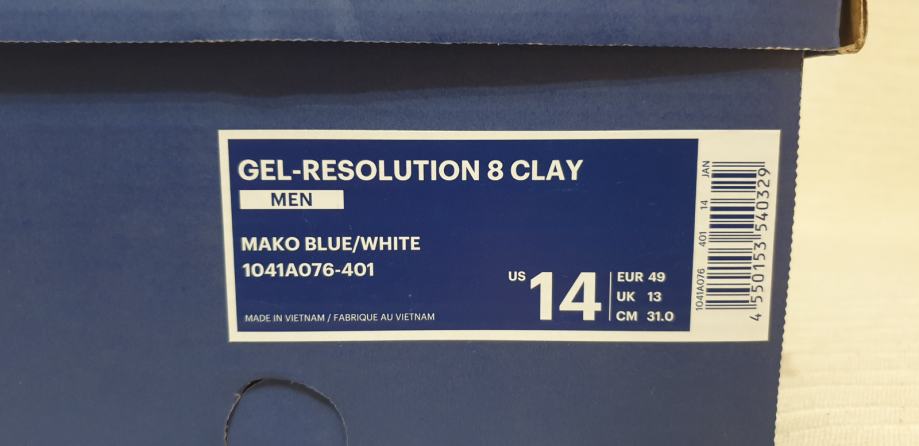 GEL-RESOLUTION 8 CLAY
MEN
MAKO BLUE/WHITE
1041A076-401
MADE IN VIETNAM / FABRIQUE AU VIETNAM
US 14
EUR 49
UK 13
CM 31.0
1041A076 401 14 JAN
4 550153 540329